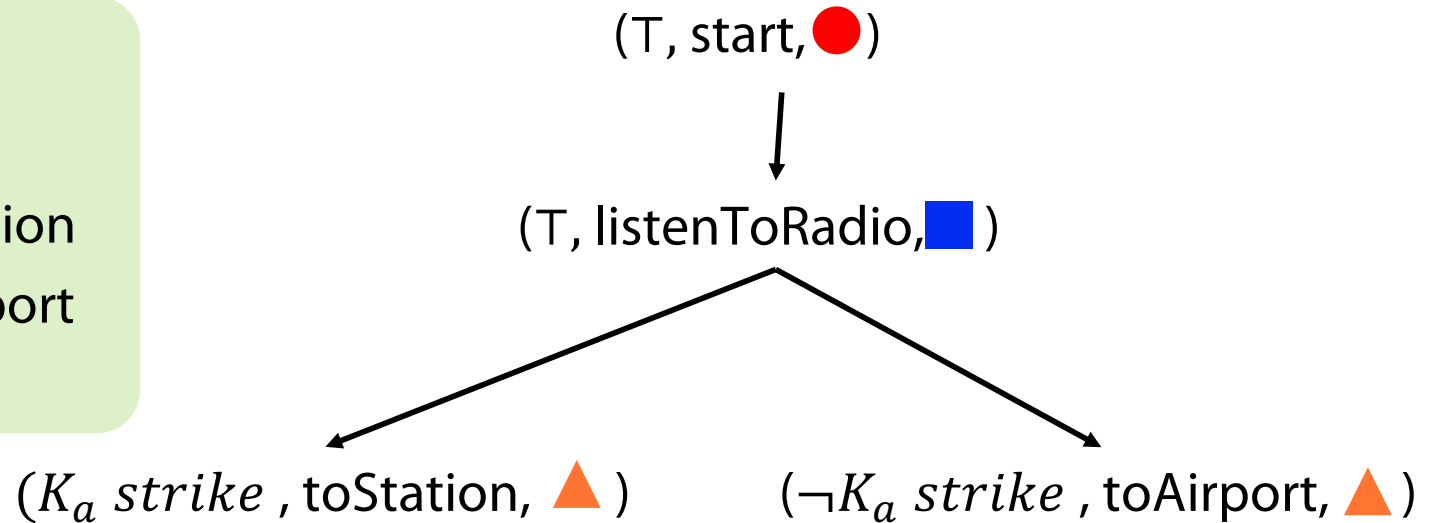 (⊤, start, )
(⊤, listenToRadio, )
(K_a strike , toStation, )
(¬K_a strike , toAirport, )